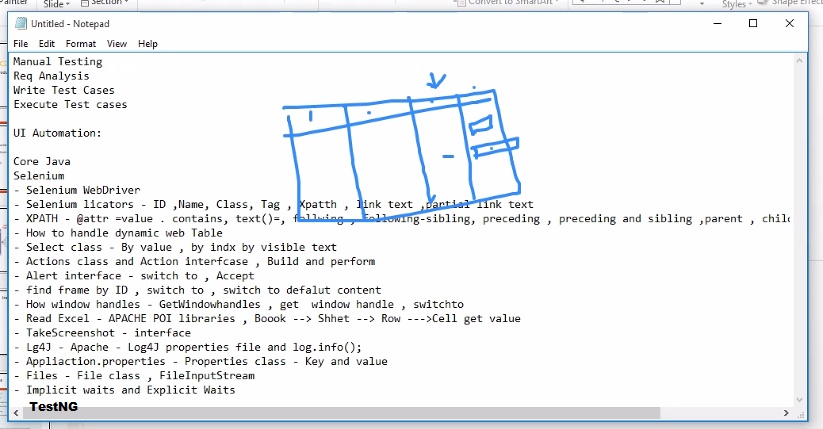 Painter Slide Section Convert to SmartArt Styles Shape Effects
Untitled - Notepad
File Edit Format View Help
Manual Testing
Req Analysis
Write Test Cases
Execute Test cases
UI Automation:
Core Java
Selenium
- Selenium WebDriver
- Selenium licators - ID ,Name, Class, Tag , Xpatth , link text ,partial link text
- XPATH - @attr =value . contains, text()=, follwing , Following-sibling, preceding , preceding and sibling ,parent , chilc
- How to handle dynamic web Table
- Select class - By value , by indx by visible text
- Actions class and Action interfcase , Build and perform
- Alert interface - switch to , Accept
- find frame by ID , switch to , switch to defalut content
- How window handles - GetWindowhandles , get  window handle , switchto
- Read Excel - APACHE POI libraries , Boook --> Shhet --> Row --->Cell get value
- TakeScreenshot - interface
- Lg4J - Apache - Log4J properties file and log.info();
- Appliaction.properties - Properties class - Key and value
- Files - File class , FileInputStream
- Implicit waits and Explicit Waits
TestNG